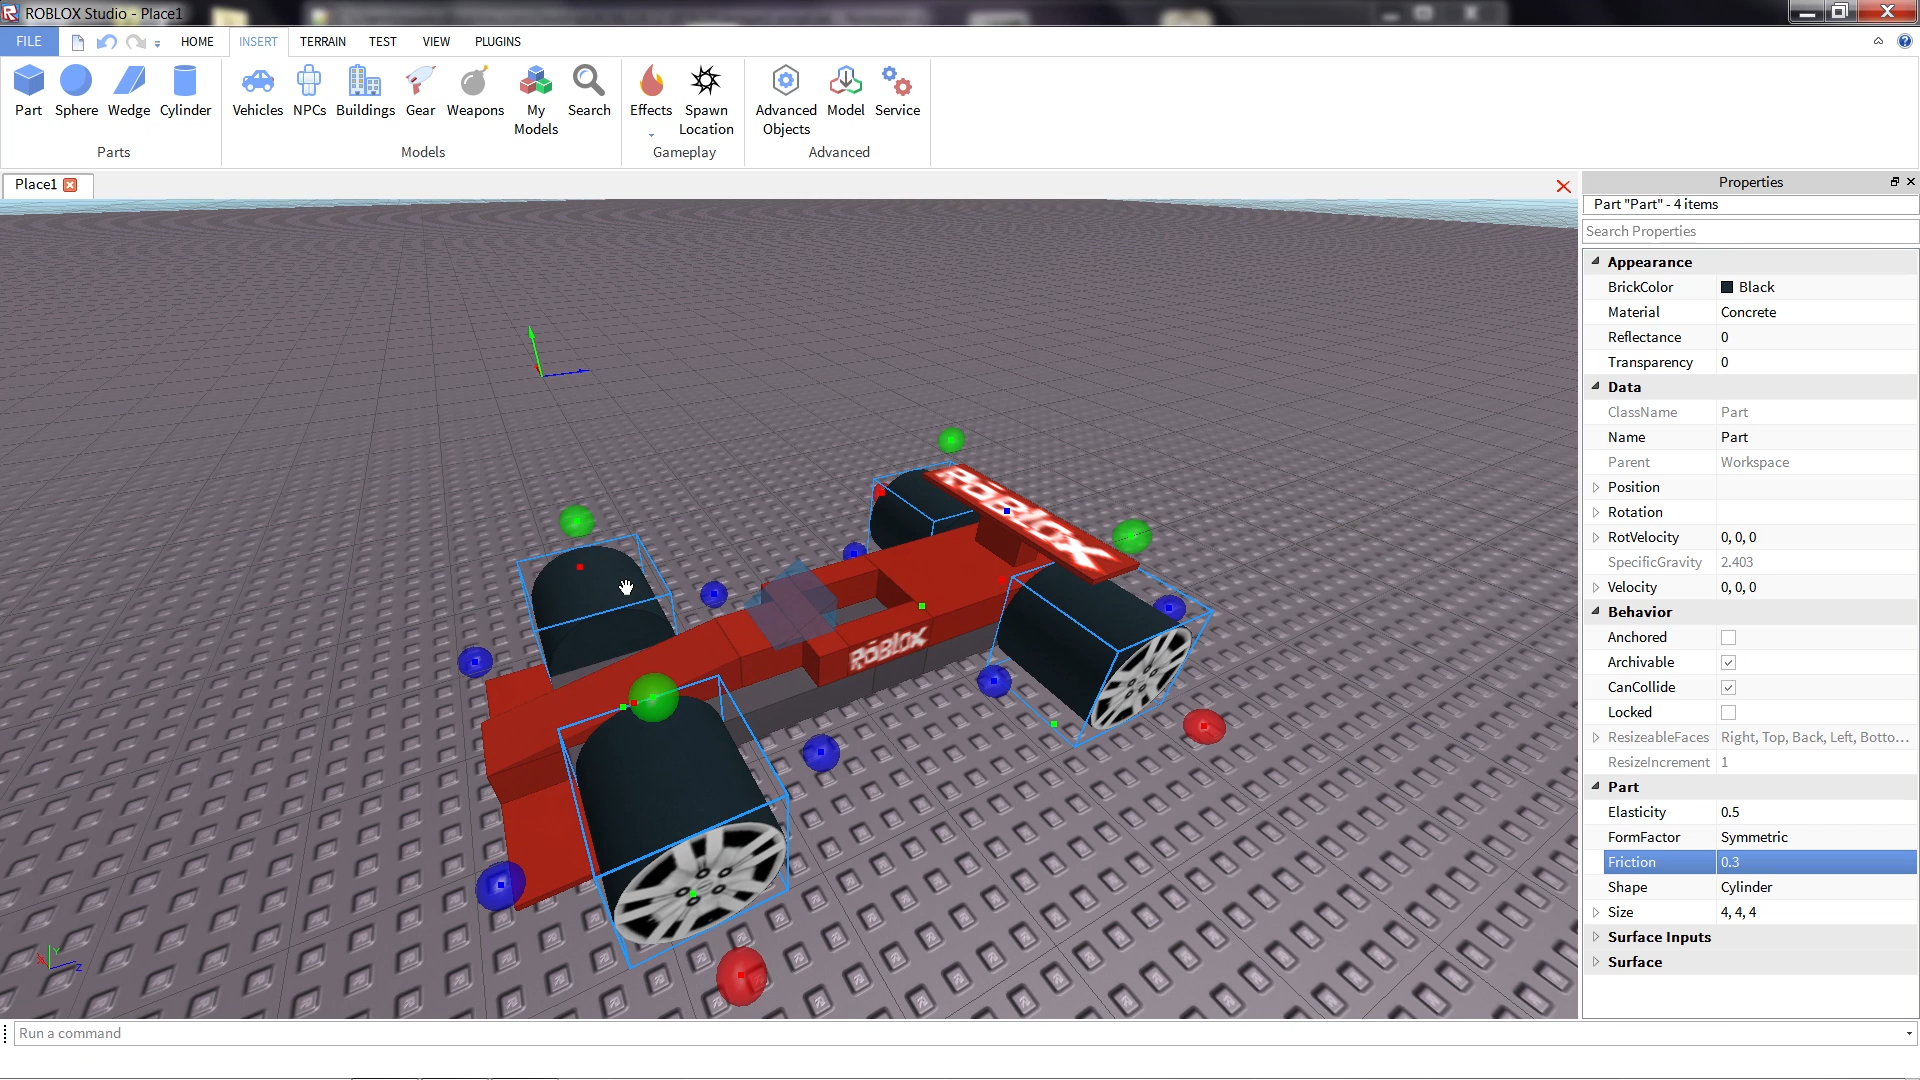 ROBLOX Studio - Place1
FILE HOME INSERT TERRAIN TEST VIEW PLUGINS
Part Sphere Wedge Cylinder Vehicles NPCs Buildings Gear Weapons My Models Search Effects Spawn Location Advanced Objects Model Service
Parts Models Gameplay Advanced
Place1
Properties
Part "Part" - 4 items
Search Properties
Appearance
BrickColor Black
Material Concrete
Reflectance 0
Transparency 0
Data
ClassName Part
Name Part
Parent Workspace
Position
Rotation
RotVelocity 0, 0, 0
SpecificGravity 2.403
Velocity 0, 0, 0
Behavior
Anchored
Archivable
CanCollide
Locked
ResizeableFaces Right, Top, Back, Left, Botto...
ResizeIncrement 1
Part
Elasticity 0.5
FormFactor Symmetric
Friction 0.3
Shape Cylinder
Size 4, 4, 4
Surface Inputs
Surface
ROBLOX
ROBLOX
Y
X
Z
Run a command